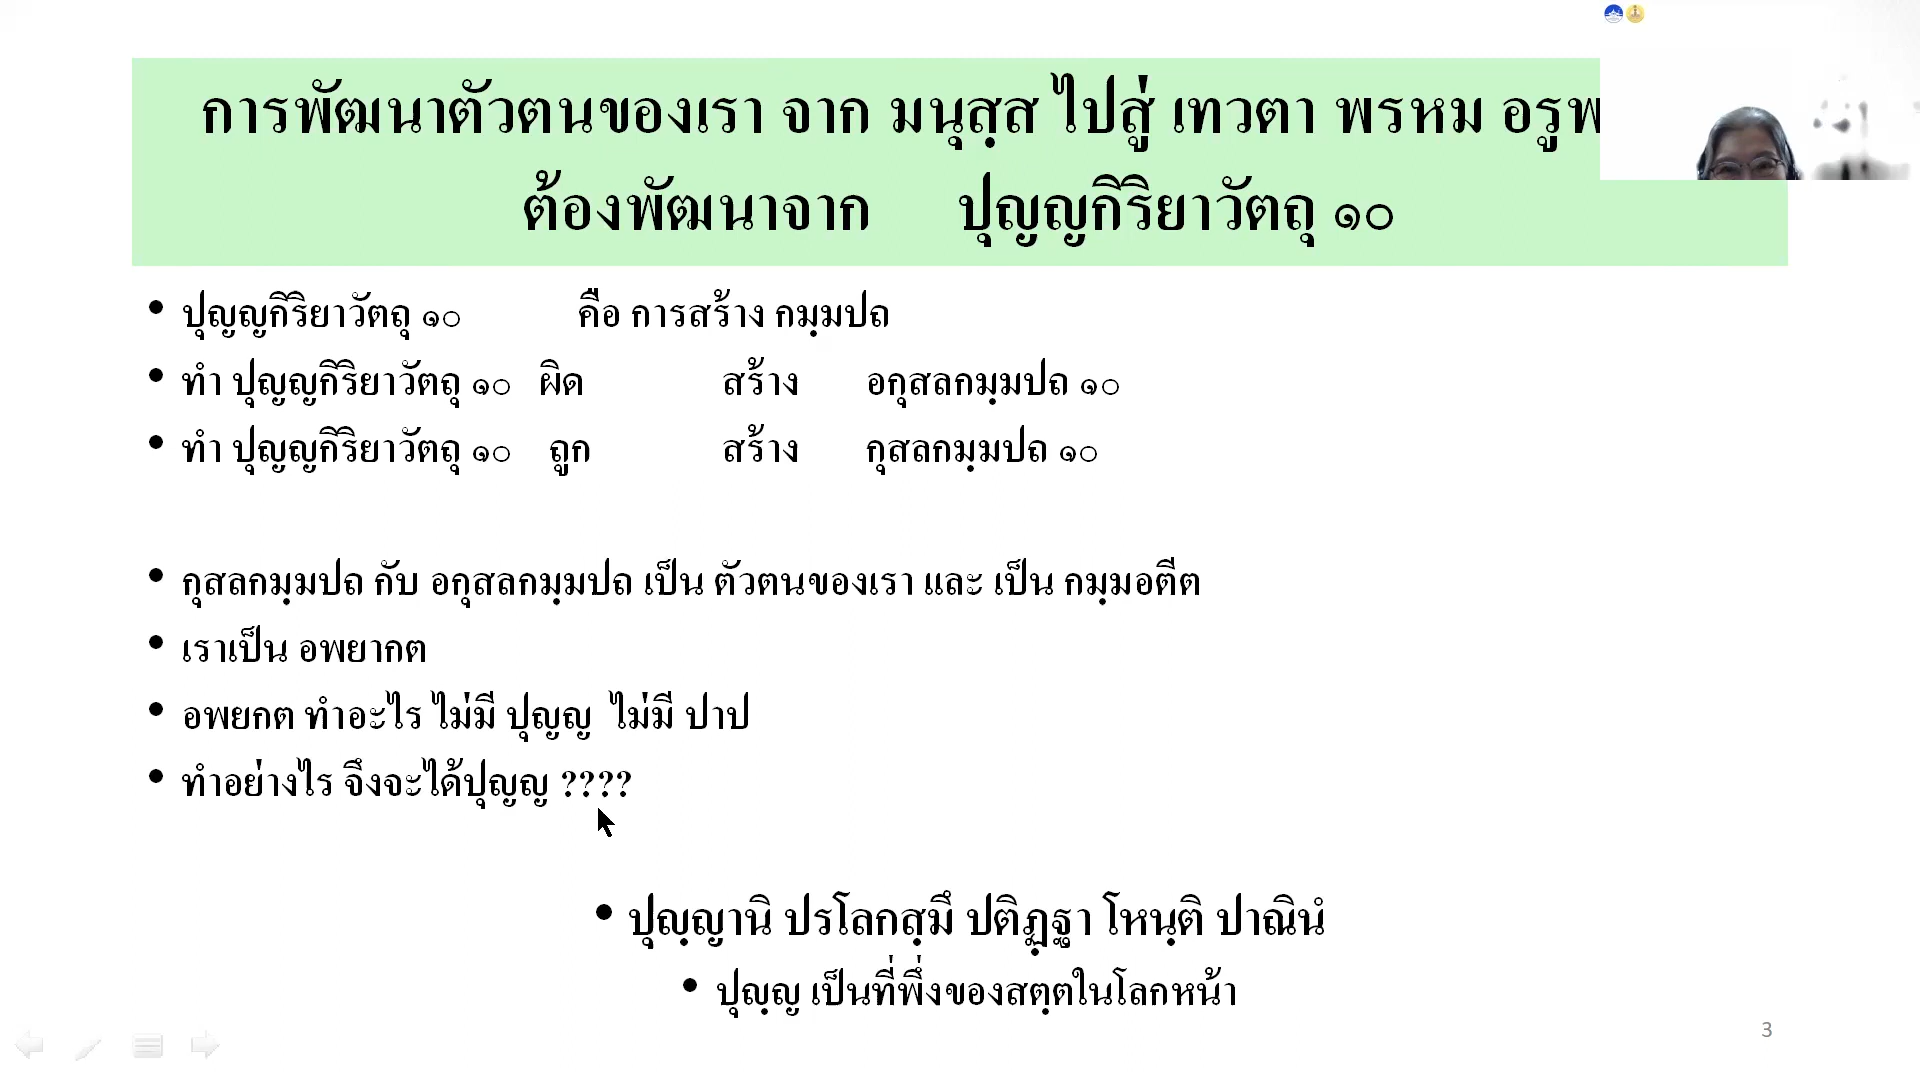 การพัฒนาตัวตนของเรา จาก มนุสฺส ไปสู่ เทวตา พรหม
ต้องพัฒนาจาก ปุญญกิริยาวัตถุ ๑๐
• ปุญญกิริยาวัตถุ ๑๐ คือ การสร้าง กมฺมปถ
• ทำ ปุญญกิริยาวัตถุ ๑๐ ผิด สร้าง อกุสลกมฺมปถ ๑๐
• ทำ ปุญญกิริยาวัตถุ ๑๐ ถูก สร้าง กุสลกมฺมปถ ๑๐
• กุสลกมฺมปถ กับ อกุสลกมฺมปถ เป็น ตัวตนของเรา และ เป็น กมฺมอตีต
• เราเป็น อพยากต
• อพยกต ทำอะไร ไม่มี ปุญญ ไม่มี ปาป
• ทำอย่างไร จึงจะได้ปุญญ ????
• ปุญฺญานิ ปรโลกสฺมึ ปติฏฺฐา โหนฺติ ปาณินํ
• ปุญฺญ เป็นที่พึ่งของสตฺตในโลกหน้า
3